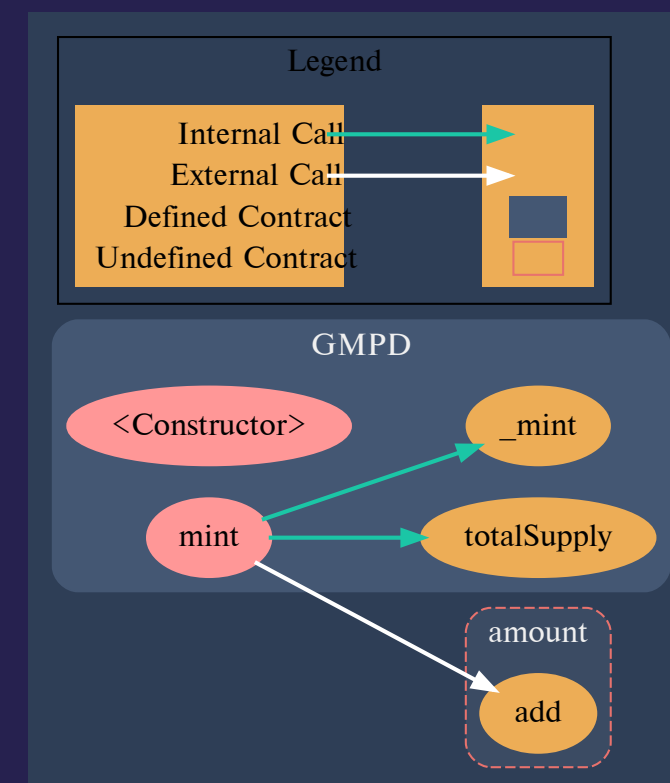 Legend
Internal Call
External Call
Defined Contract
Undefined Contract
GMPD
<Constructor>
_mint
mint
totalSupply
amount
add